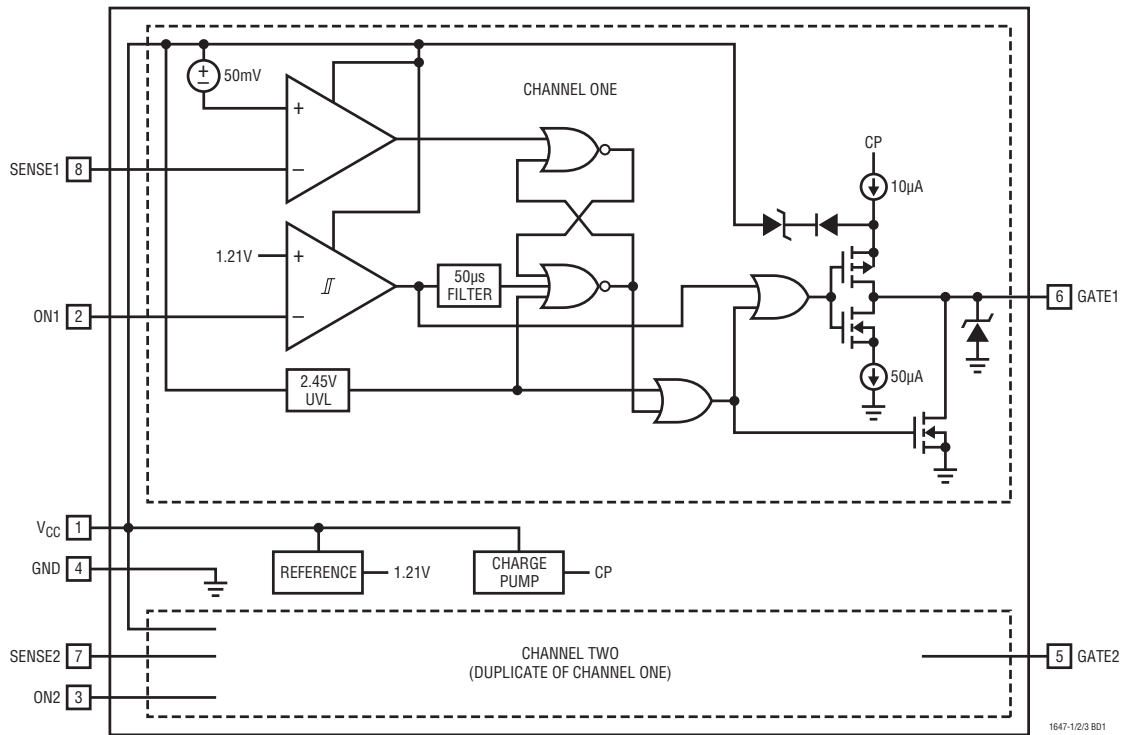 50mV
CHANNEL ONE
+
–
SENSE1 8
CP
10µA
1.21V
+
–
50µs
FILTER
ON1 2
6 GATE1
2.45V
UVL
50µA
VCC 1
GND 4
REFERENCE
1.21V
CHARGE
PUMP
CP
SENSE2 7
CHANNEL TWO
(DUPLICATE OF CHANNEL ONE)
5 GATE2
ON2 3
1647-1/2/3 BD1